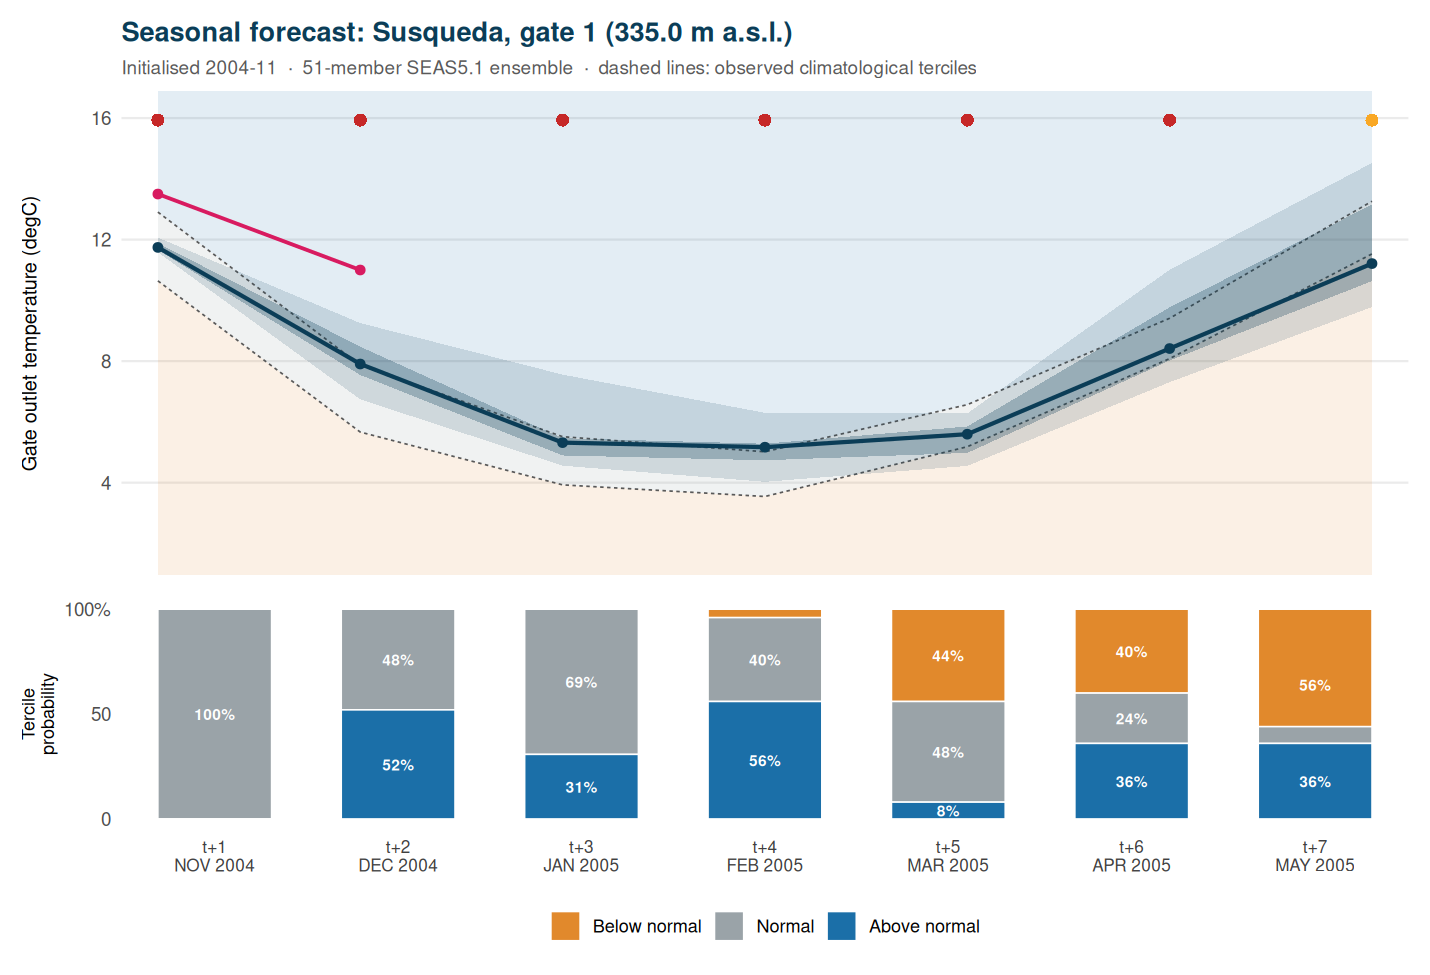 Seasonal forecast: Susqueda, gate 1 (335.0 m a.s.l.)
Initialised 2004-11 · 51-member SEAS5.1 ensemble · dashed lines: observed climatological terciles
Gate outlet temperature (degC)
16
12
8
4
Tercile
probability
100%
50
0
100%
48%
52%
69%
31%
40%
56%
44%
48%
8%
40%
24%
36%
56%
36%
t+1
NOV 2004
t+2
DEC 2004
t+3
JAN 2005
t+4
FEB 2005
t+5
MAR 2005
t+6
APR 2005
t+7
MAY 2005
Below normal
Normal
Above normal